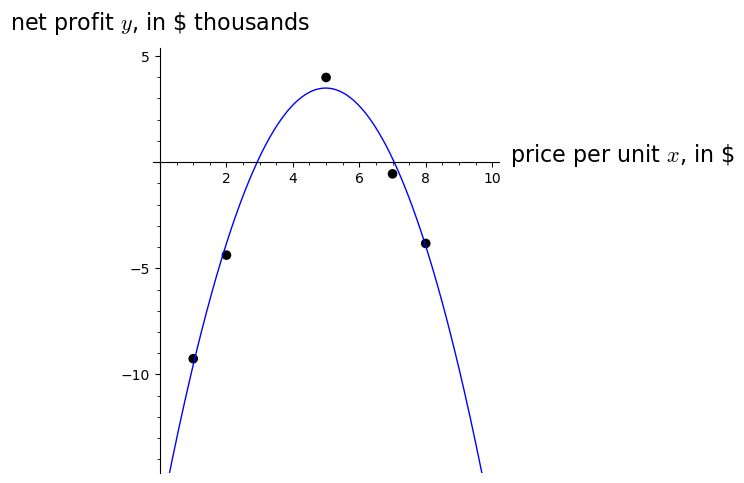 net profit y, in $ thousands
5
price per unit x, in $
2 4 6 8 10
−5
−10